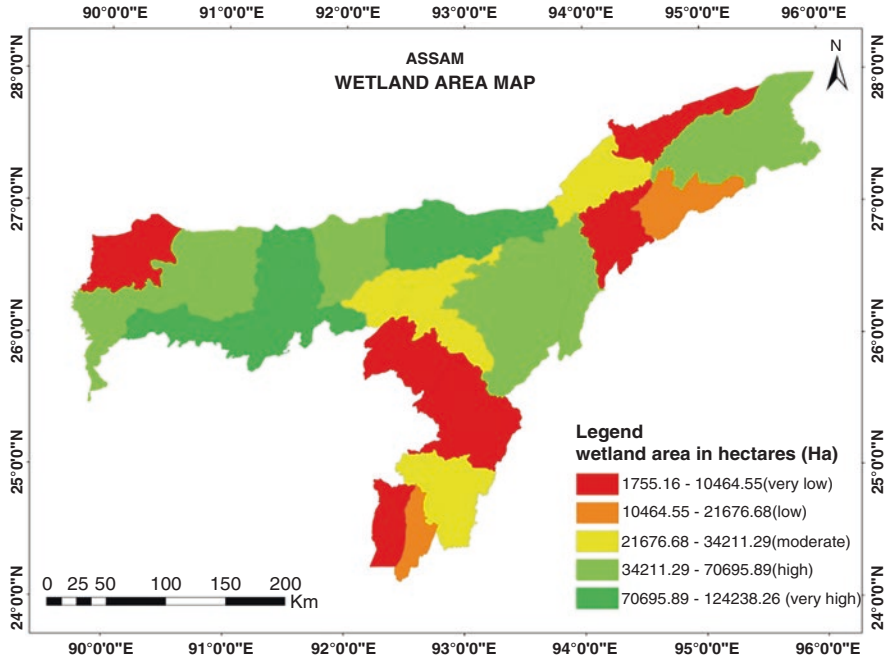 90°0'0"E 91°0'0"E 92°0'0"E 93°0'0"E 94°0'0"E 95°0'0"E 96°0'0"E
ASSAM
WETLAND AREA MAP
N
28°0'0"N
27°0'0"N
26°0'0"N
25°0'0"N
24°0'0"N
28°0'0"N
27°0'0"N
26°0'0"N
25°0'0"N
24°0'0"N
Legend
wetland area in hectares (Ha)
1755.16 - 10464.55(very low)
10464.55 - 21676.68(low)
21676.68 - 34211.29(moderate)
34211.29 - 70695.89(high)
70695.89 - 124238.26 (very high)
0 25 50 100 150 200
Km
90°0'0"E 91°0'0"E 92°0'0"E 93°0'0"E 94°0'0"E 95°0'0"E 96°0'0"E